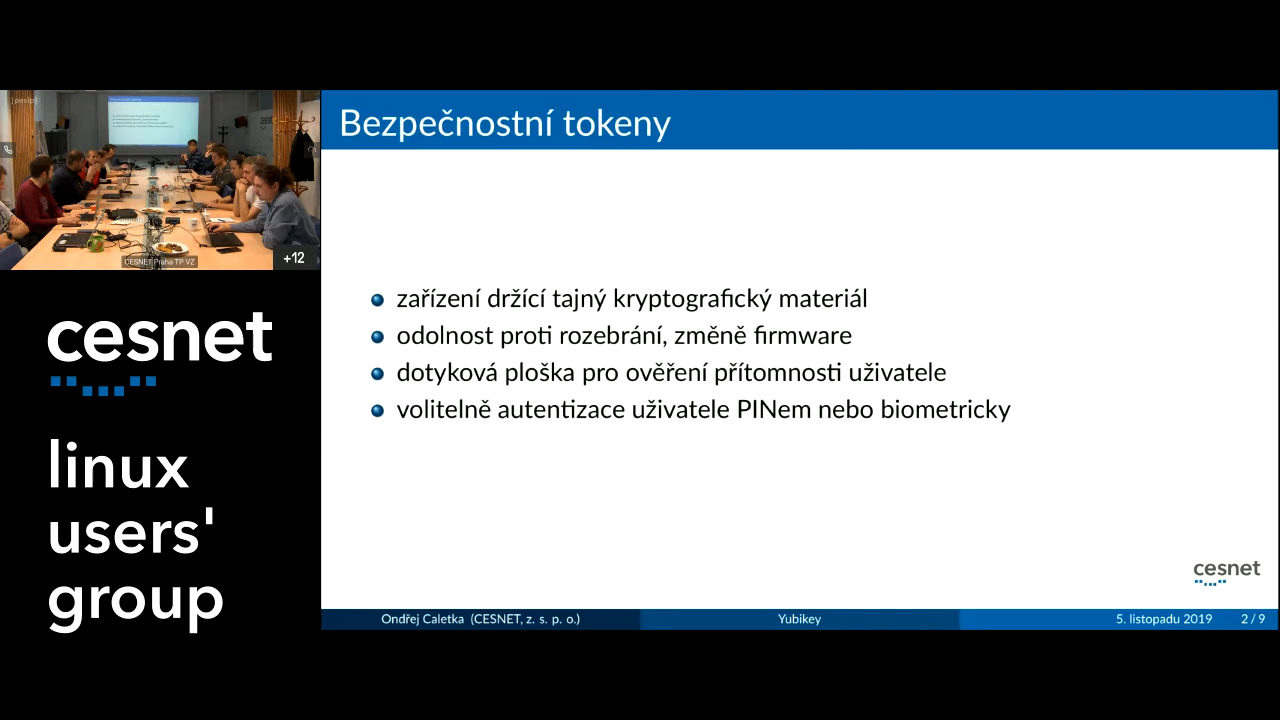 [pexip]
CESNET Praha TP VZ
+12
cesnet
linux
users'
group
Bezpečnostní tokeny
zařízení držící tajný kryptografický materiál
odolnost proti rozebrání, změně firmware
dotyková ploška pro ověření přítomnosti uživatele
volitelně autentizace uživatele PINem nebo biometricky
cesnet
Ondřej Caletka (CESNET, z. s. p. o.)
Yubikey
5. listopadu 2019
2 / 9